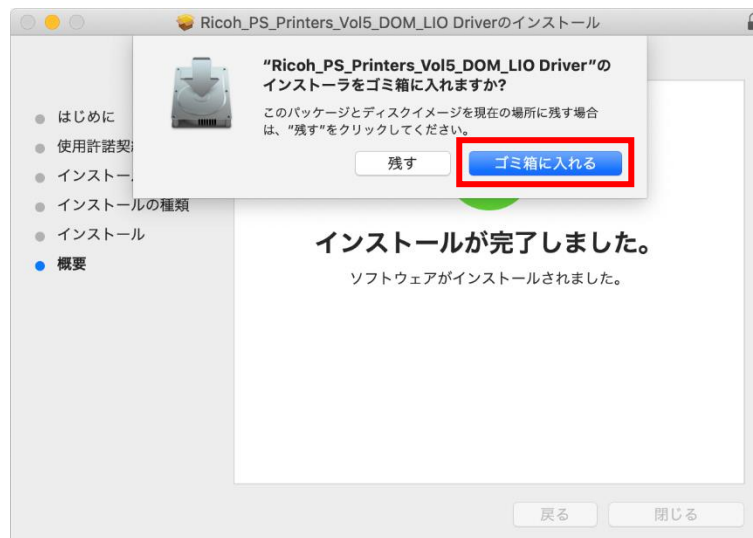 Ricoh_PS_Printers_Vol5_DOM_LIO Driverのインストール
“Ricoh_PS_Printers_Vol5_DOM_LIO Driver”の
インストーラをゴミ箱に入れますか?
このパッケージとディスクイメージを現在の場所に残す場合
は、“残す”をクリックしてください。
残す
ゴミ箱に入れる
はじめに
使用許諾契
インストー
インストールの種類
インストール
概要
インストールが完了しました。
ソフトウェアがインストールされました。
戻る
閉じる